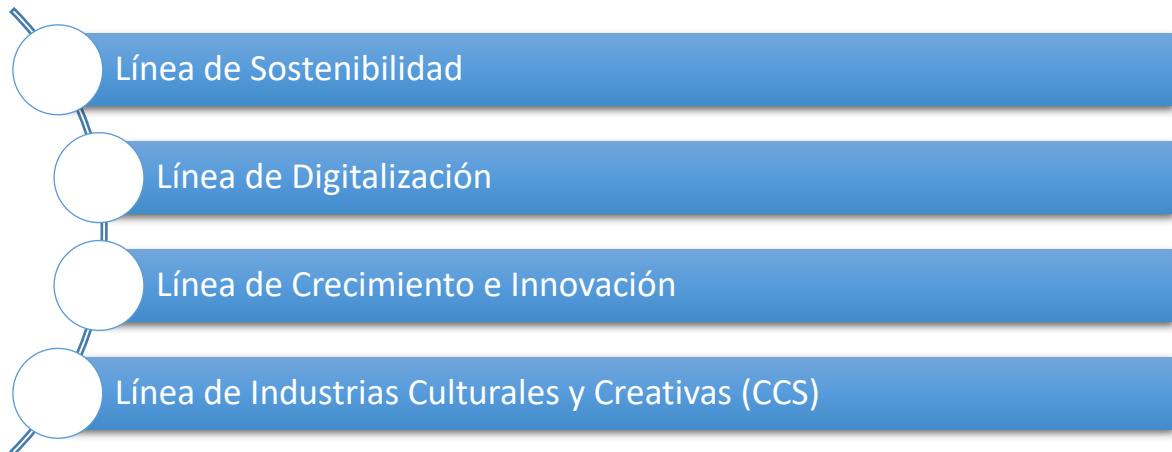 Línea de Sostenibilidad
Línea de Digitalización
Línea de Crecimiento e Innovación
Línea de Industrias Culturales y Creativas (CCS)